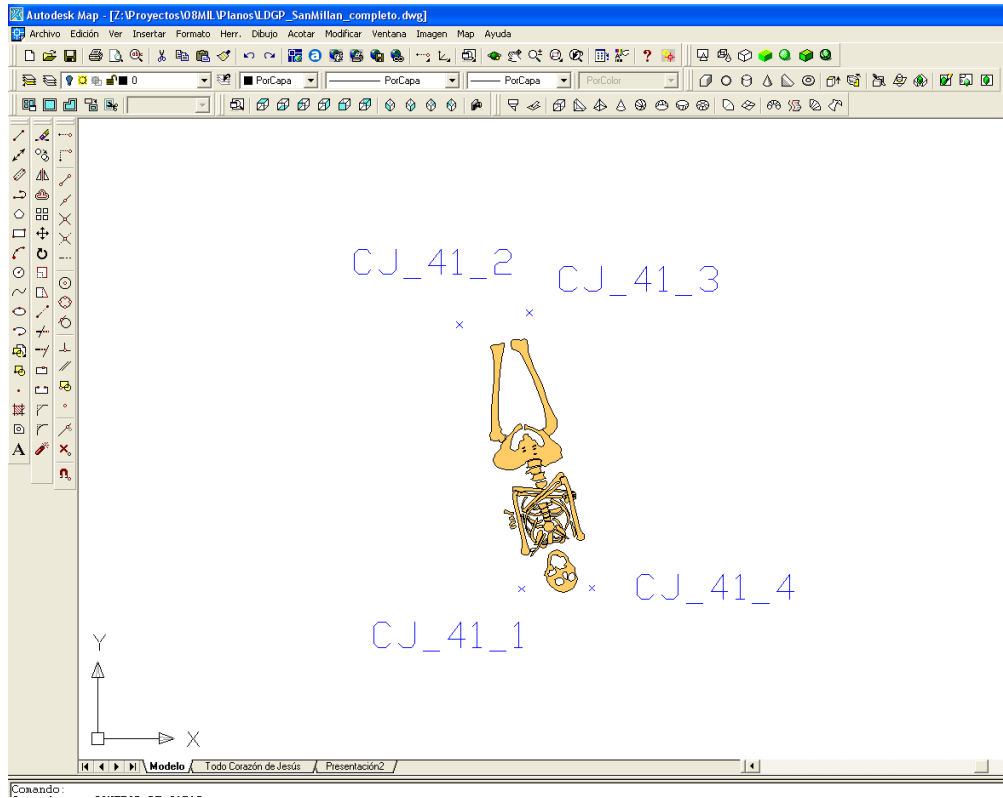 Autodesk Map - [Z:\Proyectos\08MIL\Planos\LDGP_SanMillan_completo.dwg]
Archivo Edición Ver Insertar Formato Herr. Dibujo Acotar Modificar Ventana Imagen Map Ayuda
0 PorCapa PorCapa PorCapa PorColor
CJ_41_2
CJ_41_3
CJ_41_4
CJ_41_1
Y
X
Modelo Todo Corazón de Jesús Presentación2
Comando: